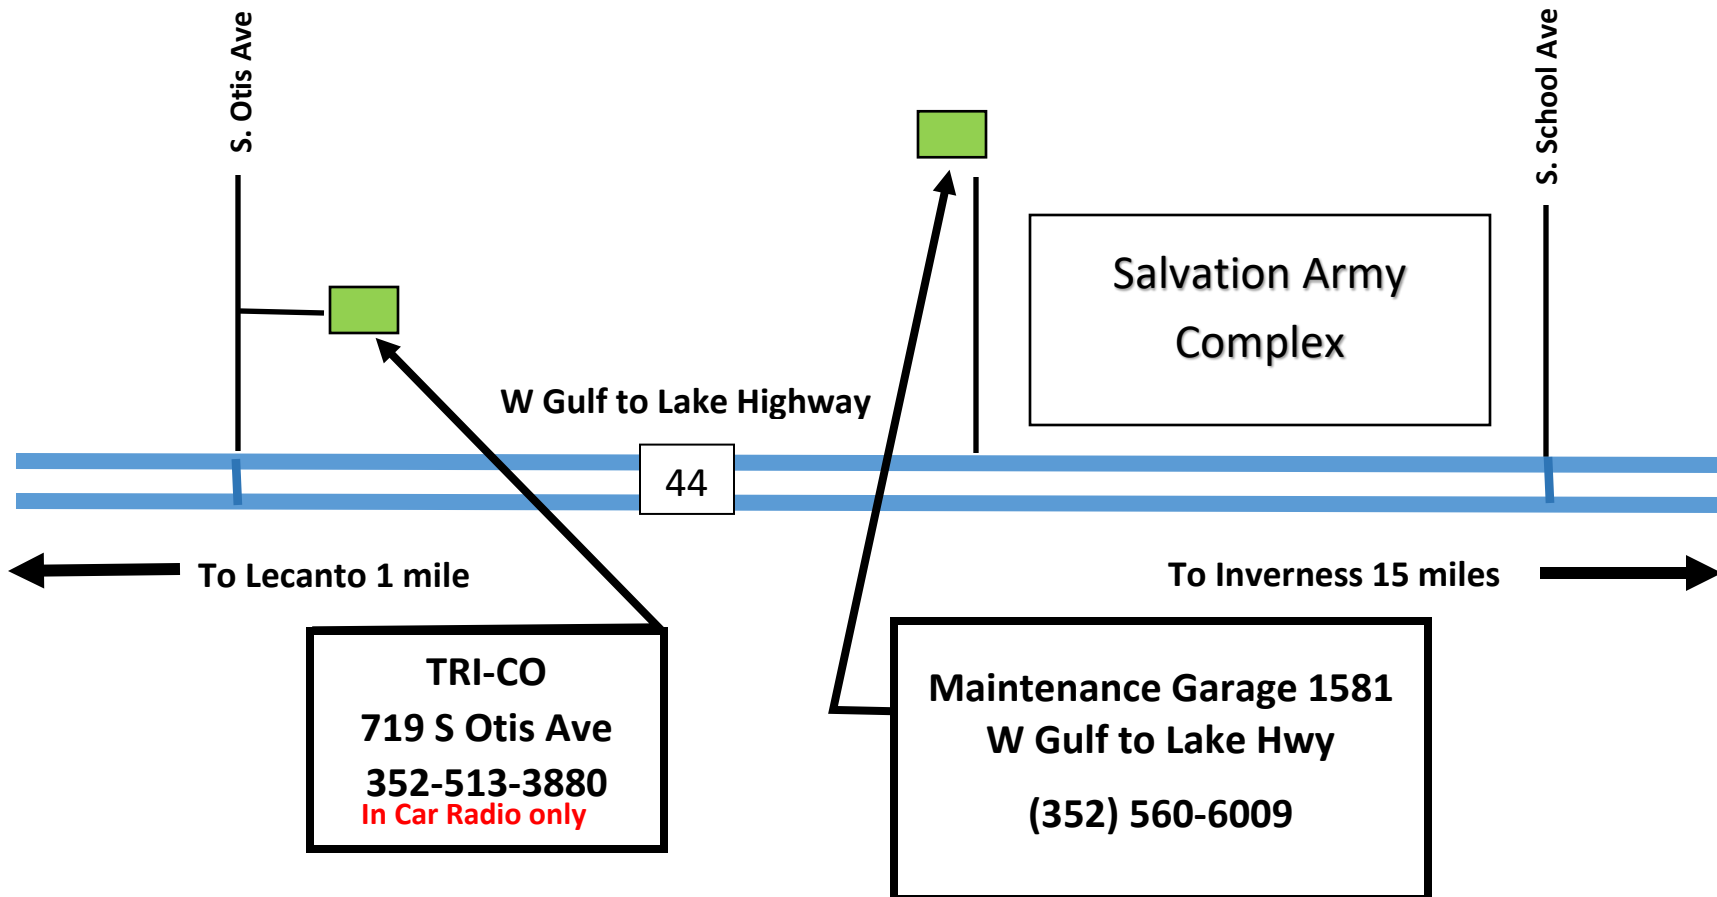 S. Otis Ave
S. School Ave
Salvation Army
Complex
W Gulf to Lake Highway
44
To Lecanto 1 mile
To Inverness 15 miles
TRI-CO
719 S Otis Ave
352-513-3880
In Car Radio only
Maintenance Garage 1581
W Gulf to Lake Hwy
(352) 560-6009